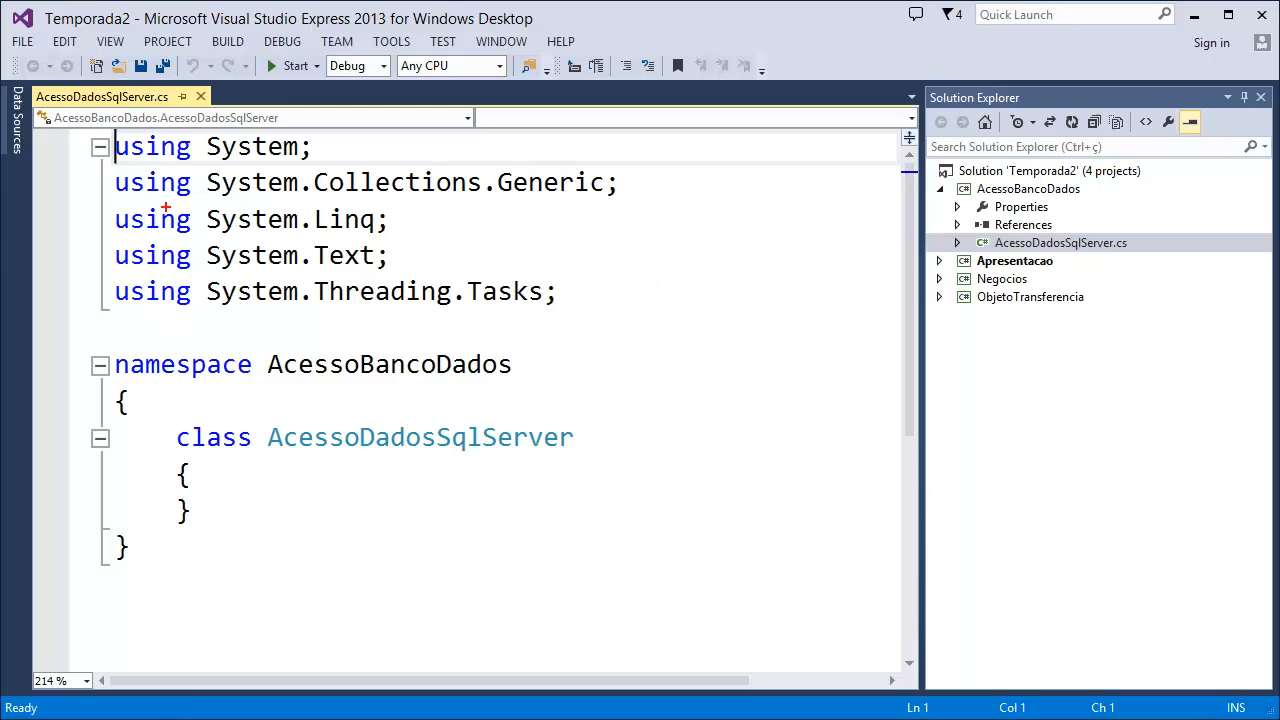 Temporada2 - Microsoft Visual Studio Express 2013 for Windows Desktop
4
Quick Launch
FILE EDIT VIEW PROJECT BUILD DEBUG TEAM TOOLS TEST WINDOW HELP
Sign in
Start Debug Any CPU
Data Sources
AcessoDadosSqlServer.cs
AcessoBancoDados.AcessoDadosSqlServer
using System;
using System.Collections.Generic;
using System.Linq;
using System.Text;
using System.Threading.Tasks;
namespace AcessoBancoDados
{
class AcessoDadosSqlServer
{
}
}
214 %
Solution Explorer
Search Solution Explorer (Ctrl+ç)
Solution 'Temporada2' (4 projects)
C# AcessoBancoDados
Properties
References
C# AcessoDadosSqlServer.cs
C# Apresentacao
C# Negocios
C# ObjetoTransferencia
Ready Ln 1 Col 1 Ch 1 INS